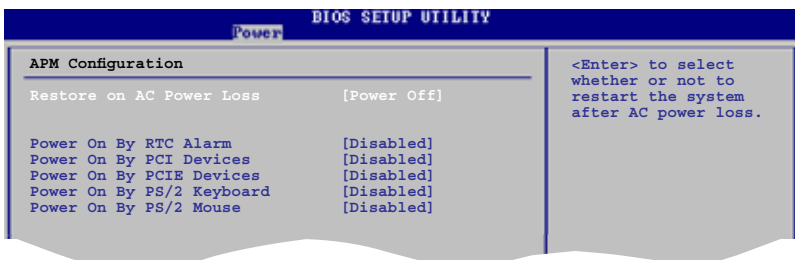 BIOS SETUP UTILITY
Power
APM Configuration
Restore on AC Power Loss [Power Off]
Power On By RTC Alarm [Disabled]
Power On By PCI Devices [Disabled]
Power On By PCIE Devices [Disabled]
Power On By PS/2 Keyboard [Disabled]
Power On By PS/2 Mouse [Disabled]
<Enter> to select
whether or not to
restart the system
after AC power loss.